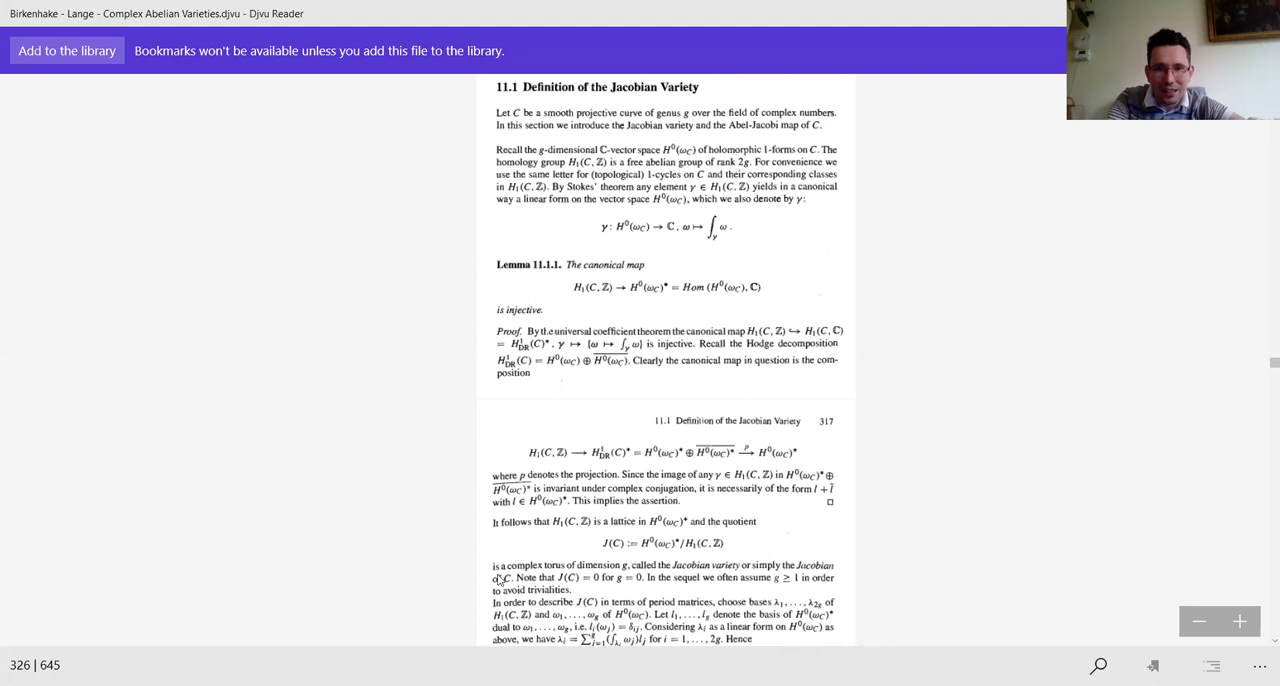 Birkenhake - Lange - Complex Abelian Varieties.djvu - Djvu Reader
Add to the library
Bookmarks won't be available unless you add this file to the library.
11.1 Definition of the Jacobian Variety
Let C be a smooth projective curve of genus g over the field of complex numbers.
In this section we introduce the Jacobian variety and the Abel-Jacobi map of C.
Recall the g-dimensional ℂ-vector space H⁰(ω_C) of holomorphic 1-forms on C. The
homology group H₁(C, ℤ) is a free abelian group of rank 2g. For convenience we
use the same letter for (topological) 1-cycles on C and their corresponding classes
in H₁(C, ℤ). By Stokes' theorem any element γ ∈ H₁(C, ℤ) yields in a canonical
way a linear form on the vector space H⁰(ω_C), which we also denote by γ:
γ : H⁰(ω_C) → ℂ, ω ↦ ∫_γ ω .
Lemma 11.1.1. The canonical map
H₁(C, ℤ) → H⁰(ω_C)* = Hom (H⁰(ω_C), ℂ)
is injective.
Proof. By the universal coefficient theorem the canonical map H₁(C, ℤ) ↪ H₁(C, ℂ)
= H¹_DR(C)*, γ ↦ {ω ↦ ∫_γ ω} is injective. Recall the Hodge decomposition
H¹_DR(C) = H⁰(ω_C) ⊕ \overline{H⁰(ω_C)}. Clearly the canonical map in question is the com-
position
11.1 Definition of the Jacobian Variety 317
H₁(C, ℤ) ⟶ H¹_DR(C)* = H⁰(ω_C)* ⊕ \overline{H⁰(ω_C)*} \overset{p}{⟶} H⁰(ω_C)*
where p denotes the projection. Since the image of any γ ∈ H₁(C, ℤ) in H⁰(ω_C)* ⊕
\overline{H⁰(ω_C)*} is invariant under complex conjugation, it is necessarily of the form l + \overline{l}
with l ∈ H⁰(ω_C)*. This implies the assertion. □
It follows that H₁(C, ℤ) is a lattice in H⁰(ω_C)* and the quotient
J(C) := H⁰(ω_C)*/H₁(C, ℤ)
is a complex torus of dimension g, called the Jacobian variety or simply the Jacobian
of C. Note that J(C) = 0 for g = 0. In the sequel we often assume g ≥ 1 in order
to avoid trivialities.
In order to describe J(C) in terms of period matrices, choose bases λ₁, . . . , λ₂g of
H₁(C, ℤ) and ω₁, . . . , ω_g of H⁰(ω_C). Let l₁, . . . , l_g denote the basis of H⁰(ω_C)*
dual to ω₁, . . . , ω_g, i.e. l_i(ω_j) = δ_ij. Considering λ_i as a linear form on H⁰(ω_C) as
above, we have λ_i = ∑_{j=1}^g (∫_{λ_i} ω_j) l_j for i = 1, . . . , 2g. Hence
326 | 645